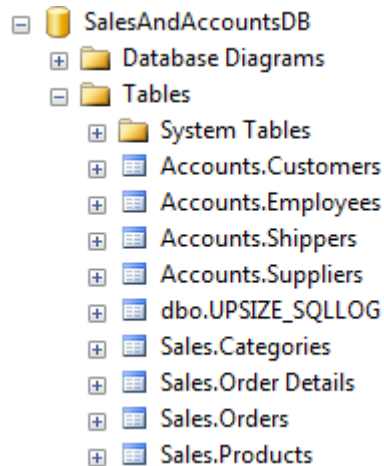 SalesAndAccountsDB
Database Diagrams
Tables
System Tables
Accounts.Customers
Accounts.Employees
Accounts.Shippers
Accounts.Suppliers
dbo.UPSIZE_SQLLOG
Sales.Categories
Sales.Order Details
Sales.Orders
Sales.Products